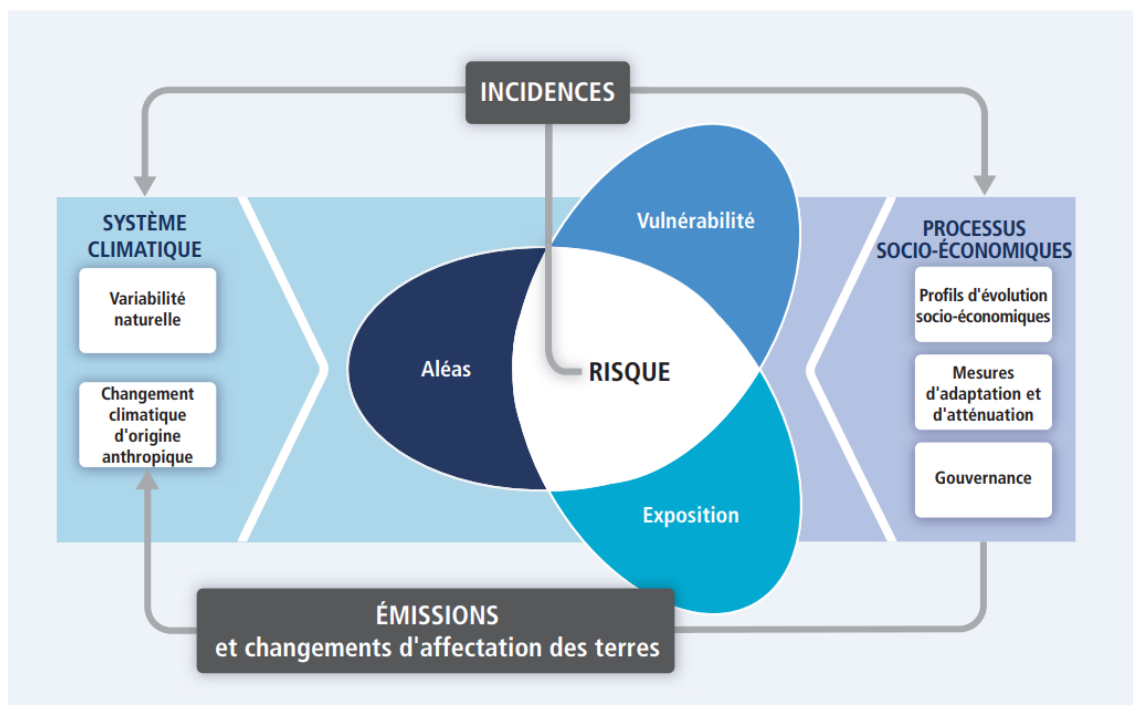 INCIDENCES
SYSTÈME
CLIMATIQUE
Variabilité
naturelle
Changement
climatique
d'origine
anthropique
Vulnérabilité
Aléas
RISQUE
Exposition
PROCESSUS
SOCIO-ÉCONOMIQUES
Profils d'évolution
socio-économiques
Mesures
d'adaptation et
d'atténuation
Gouvernance
ÉMISSIONS
et changements d'affectation des terres